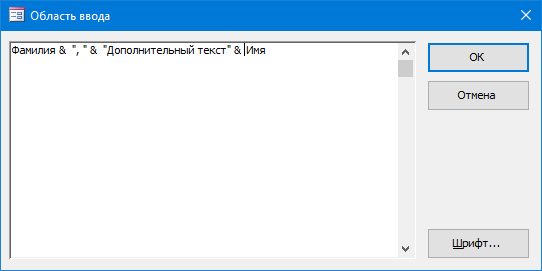 Область ввода
Фамилия & ", " & "Дополнительный текст" & Имя
ОК
Отмена
Шрифт...